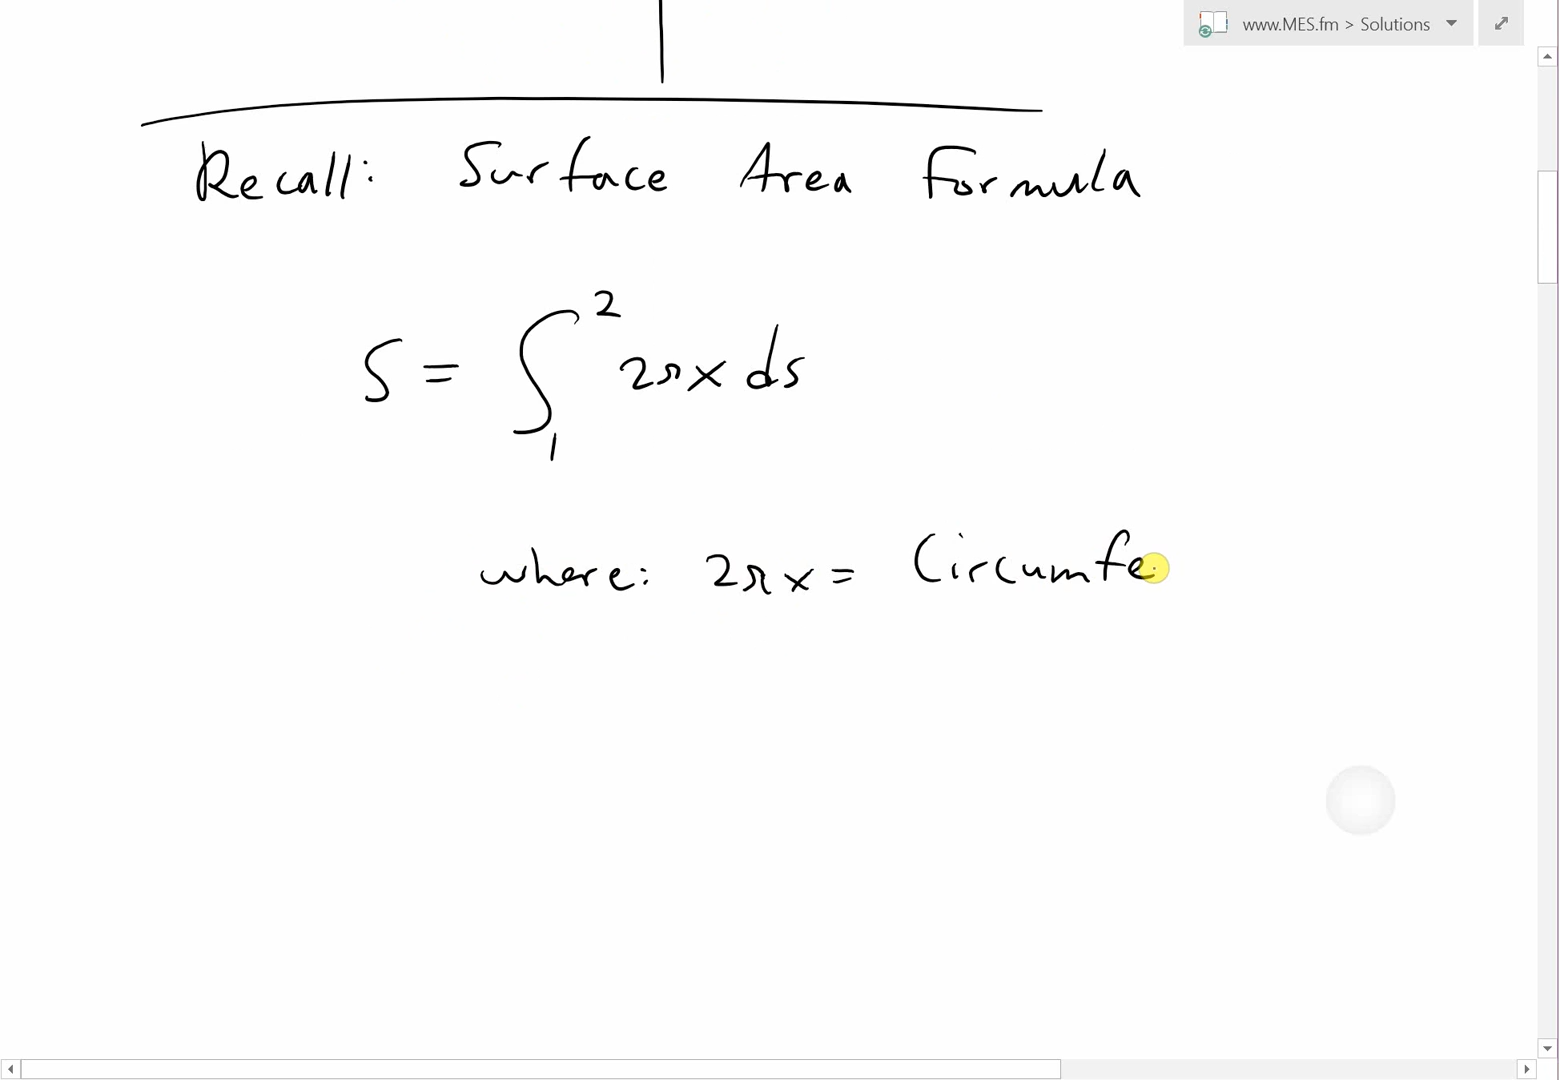 www.MES.fm > Solutions
Recall: Surface Area Formula
S = ∫₁² 2πx ds
where: 2πx = Circumfe